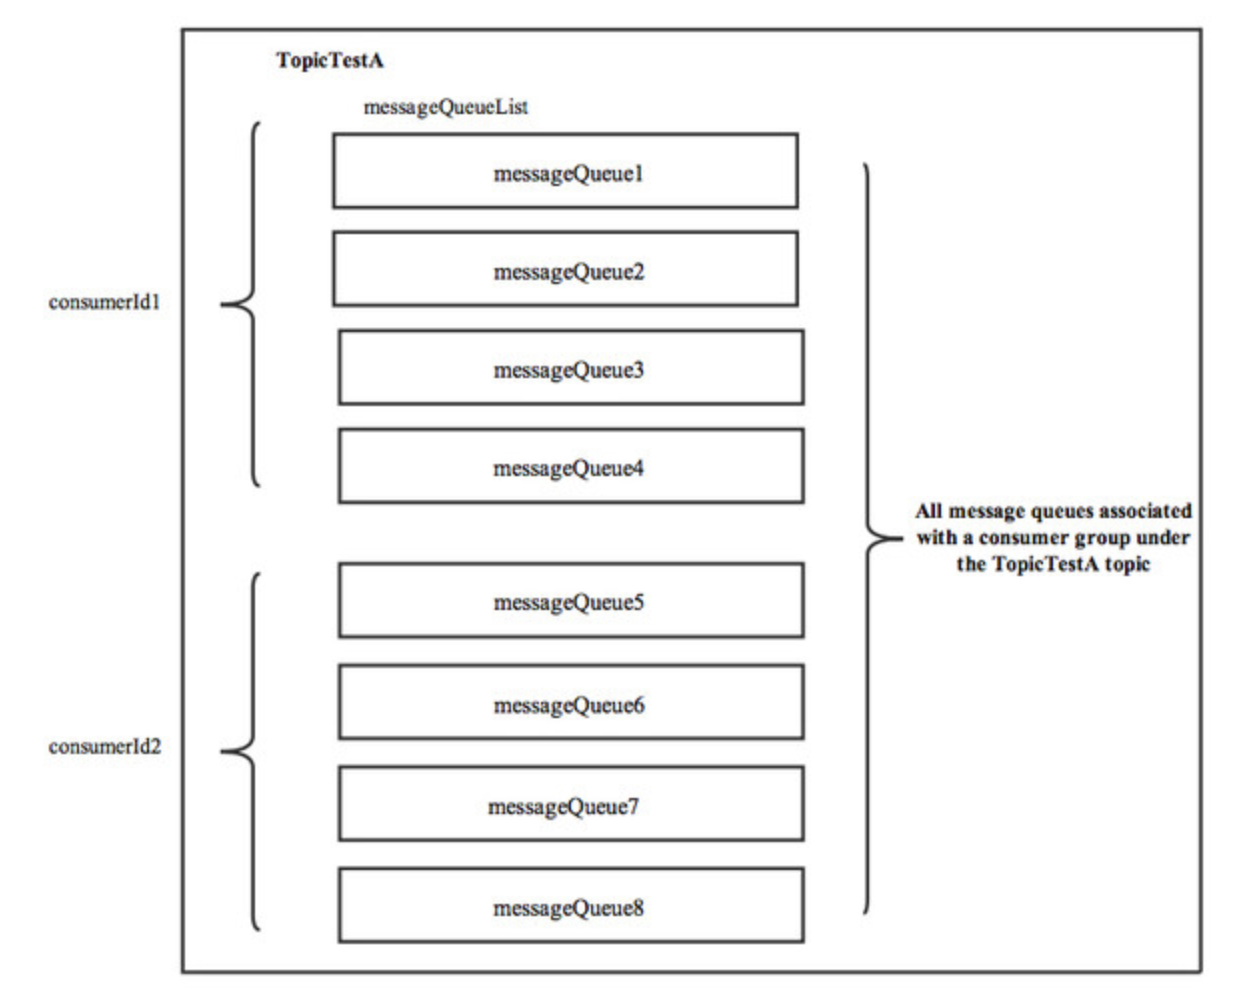 TopicTestA
messageQueueList
messageQueue1
messageQueue2
consumerId1
messageQueue3
messageQueue4
All message queues associated
with a consumer group under
the TopicTestA topic
messageQueue5
messageQueue6
consumerId2
messageQueue7
messageQueue8